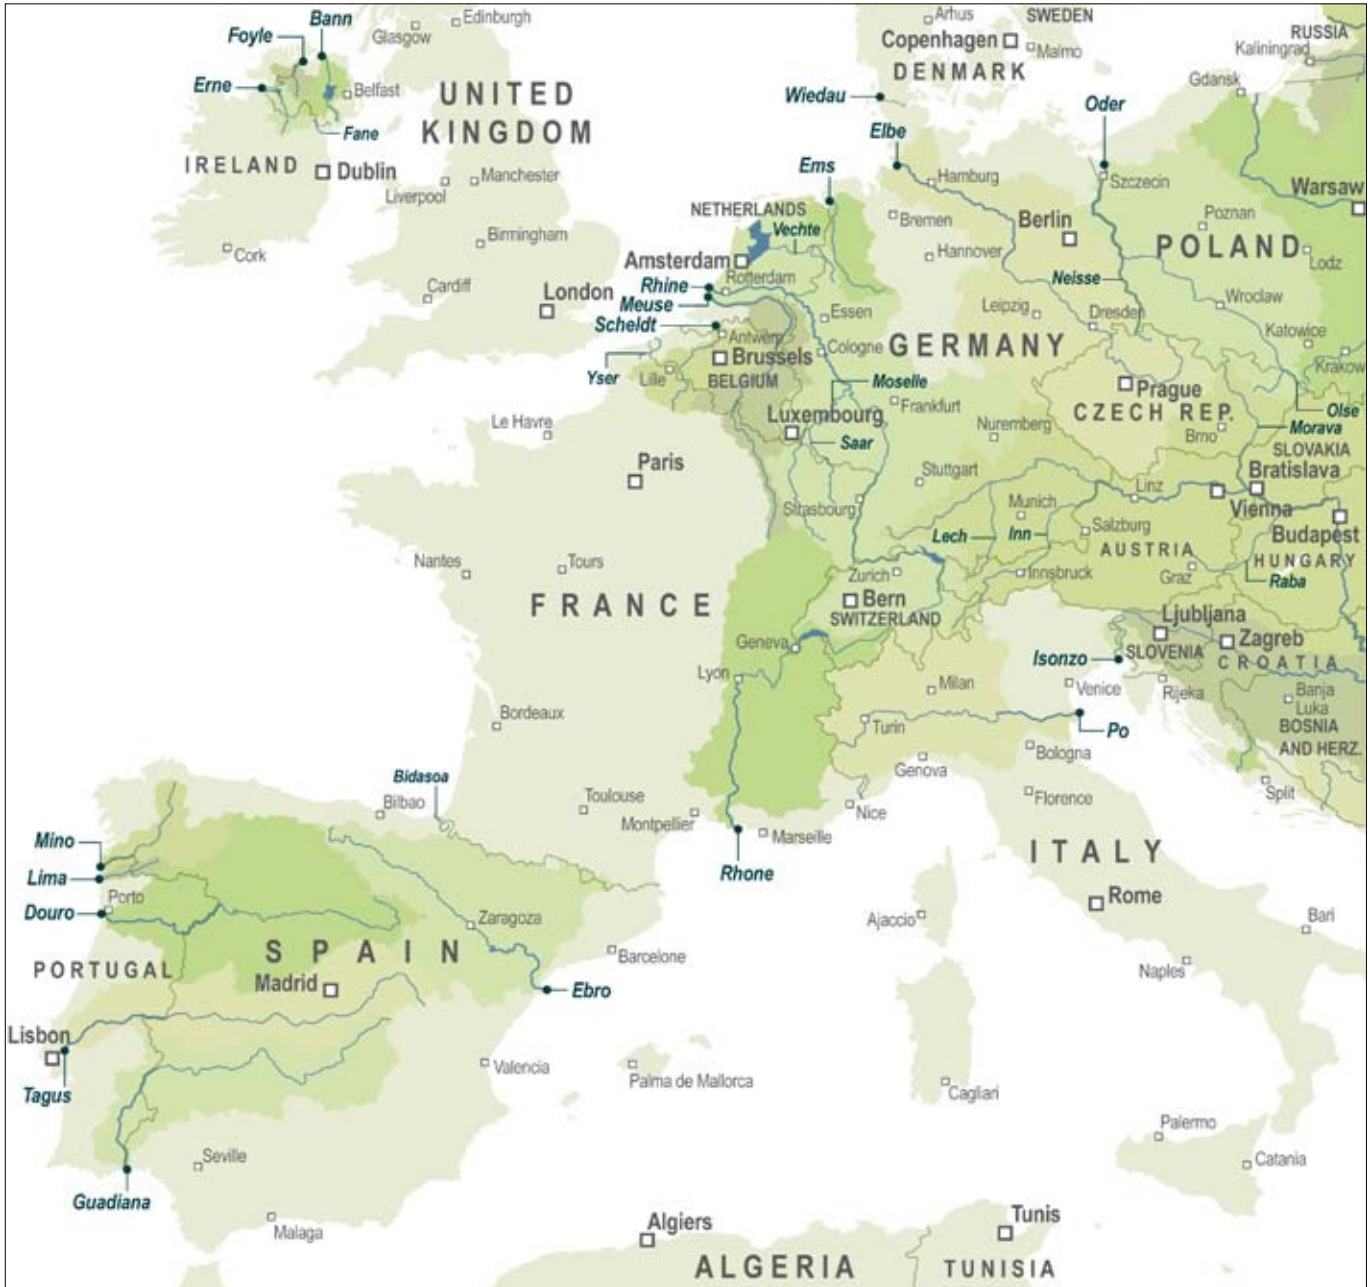 Bann
Edinburgh
Arhus
SWEDEN
Foyle
Glasgow
Copenhagen
Malmo
RUSSIA
Kaliningrad
DENMARK
Gdansk
Erne
Belfast
UNITED
KINGDOM
Wiedau
Oder
Fane
Elbe
IRELAND
Dublin
Ems
Manchester
Liverpool
Hamburg
Szczecin
Warsaw
NETHERLANDS
Bremen
Berlin
Poznan
Vechte
Birmingham
Cork
Hannover
POLAND
Lodz
Amsterdam
Neisse
Rhine
Rotterdam
Cardiff
London
Meuse
Wroclaw
Scheldt
Essen
Leipzig
Dresden
Katowice
Antwerp
GERMANY
Brussels
Cologne
Krakow
Yser
Lille
BELGIUM
Moselle
Prague
Frankfurt
Luxembourg
CZECH REP.
Olse
Le Havre
Nuremberg
Brno
Morava
Saar
SLOVAKIA
Paris
Stuttgart
Bratislava
Linz
Strasbourg
Munich
Vienna
Salzburg
Budapest
Lech
Inn
AUSTRIA
HUNGARY
Nantes
Tours
Zurich
Innsbruck
Graz
Raba
FRANCE
Bern
SWITZERLAND
Ljubljana
Geneva
Zagreb
SLOVENIA
Isonzo
CROATIA
Lyon
Milan
Venice
Rijeka
Banja
Luka
Bordeaux
Turin
Po
BOSNIA
AND HERZ.
Bologna
Genova
Bidasoa
Split
Bilbao
Toulouse
Nice
Florence
Montpellier
Marseille
Mino
ITALY
Rhone
Lima
Porto
Rome
Douro
Zaragoza
Ajaccio
Bari
SPAIN
Barcelone
PORTUGAL
Naples
Madrid
Ebro
Lisbon
Valencia
Palma de Mallorca
Tagus
Cagliari
Palermo
Seville
Catania
Guadiana
Malaga
Algiers
Tunis
ALGERIA
TUNISIA